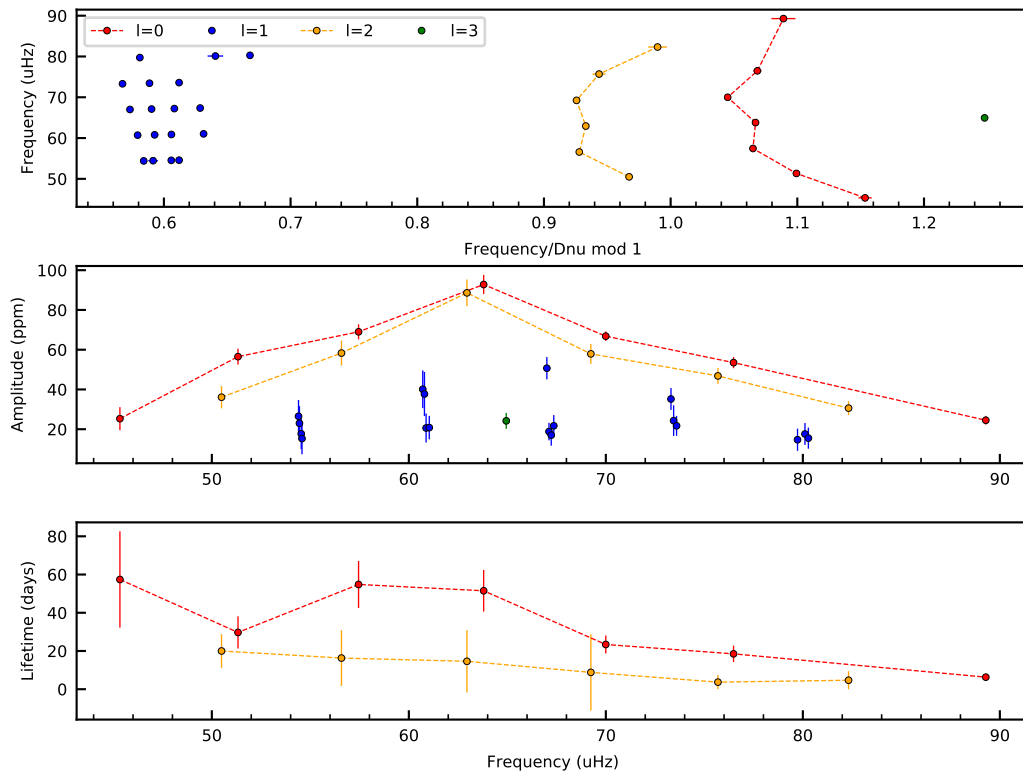 90
80
70
60
50
Frequency (uHz)
l=0 l=1 l=2 l=3
0.6 0.7 0.8 0.9 1.0 1.1 1.2
Frequency/Dnu mod 1
100
80
60
40
20
Amplitude (ppm)
50 60 70 80 90
80
60
40
20
0
Lifetime (days)
50 60 70 80 90
Frequency (uHz)